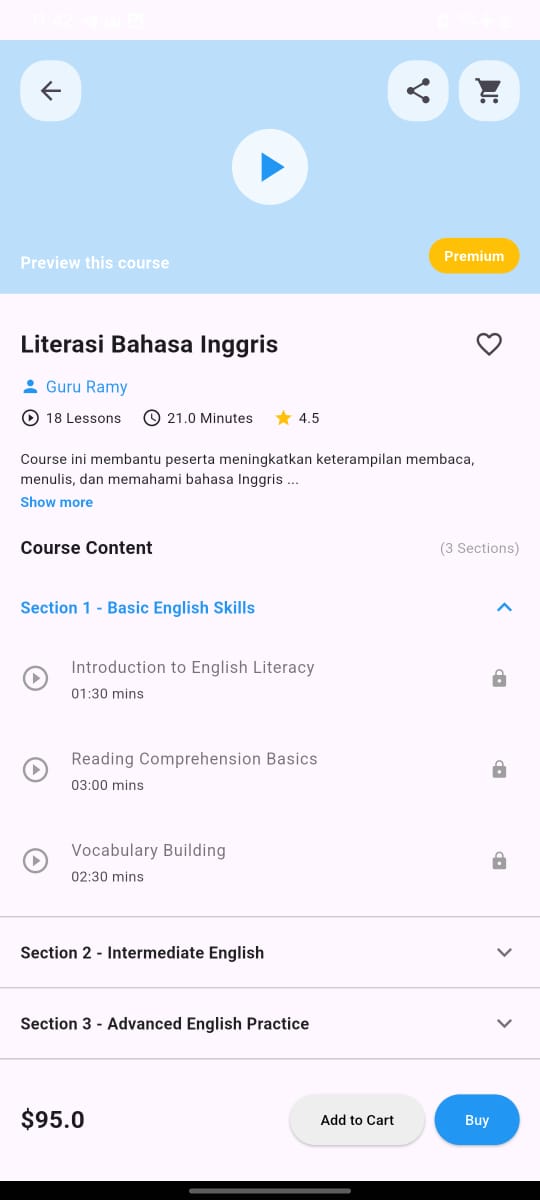 11:42
Preview this course
Premium
Literasi Bahasa Inggris
Guru Ramy
18 Lessons 21.0 Minutes 4.5
Course ini membantu peserta meningkatkan keterampilan membaca,
menulis, dan memahami bahasa Inggris ...
Show more
Course Content (3 Sections)
Section 1 - Basic English Skills
Introduction to English Literacy
01:30 mins
Reading Comprehension Basics
03:00 mins
Vocabulary Building
02:30 mins
Section 2 - Intermediate English
Section 3 - Advanced English Practice
$95.0 Add to Cart Buy